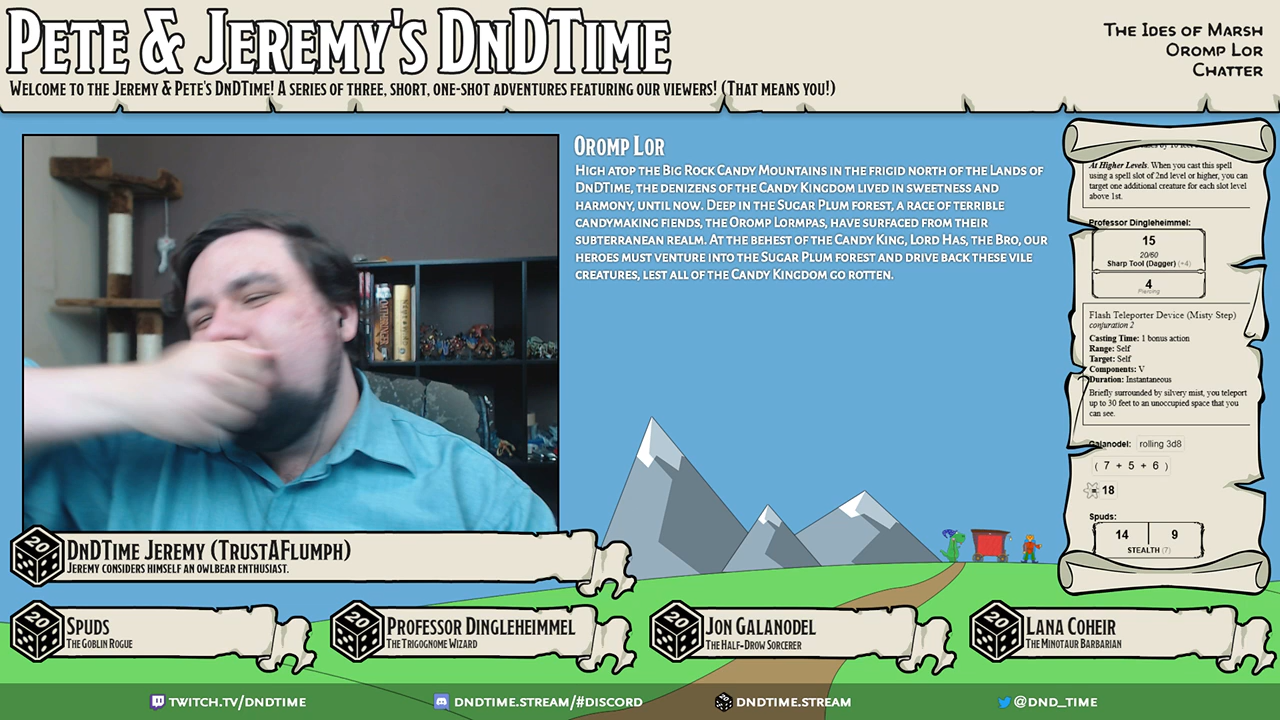 Pete & Jeremy's DnDTime
Welcome to the Jeremy & Pete's DnDTime! A series of three, short, one-shot adventures featuring our viewers! (That means you!)
The Ides of Marsh
Oromp Lor
Chatter
Oromp Lor
High atop the Big Rock Candy Mountains in the frigid north of the Lands of
DnDTime, the denizens of the Candy Kingdom lived in sweetness and
harmony, until now. Deep in the Sugar Plum forest, a race of terrible
candymaking fiends, the Oromp Lormpas, have surfaced from their
subterranean realm. At the behest of the Candy King, Lord Has, the Bro, our
heroes must venture into the Sugar Plum forest and drive back these vile
creatures, lest all of the Candy Kingdom go rotten.
At Higher Levels. When you cast this spell
using a spell slot of 2nd level or higher, you can
target one additional creature for each slot level
above 1st.
Professor Dingleheimmel:
15
20/60
Sharp Tool (Dagger) (+4)
4
Piercing
Flash Teleporter Device (Misty Step)
conjuration 2
Casting Time: 1 bonus action
Range: Self
Target: Self
Components: V
Duration: Instantaneous
Briefly surrounded by silvery mist, you teleport
up to 30 feet to an unoccupied space that you
can see.
Galanodel: rolling 3d8
( 7 + 5 + 6 )
18
Spuds:
14 9
STEALTH (7)
20
DnDTime Jeremy (TrustAFlumph)
Jeremy considers himself an owlbear enthusiast.
20
Spuds
The Goblin Rogue
20
Professor Dingleheimmel
The Trigognome Wizard
20
Jon Galanodel
The Half-Drow Sorcerer
20
Lana Coheir
The Minotaur Barbarian
twitch.tv/dndtime
dndtime.stream/#discord
dndtime.stream
@dnd_time